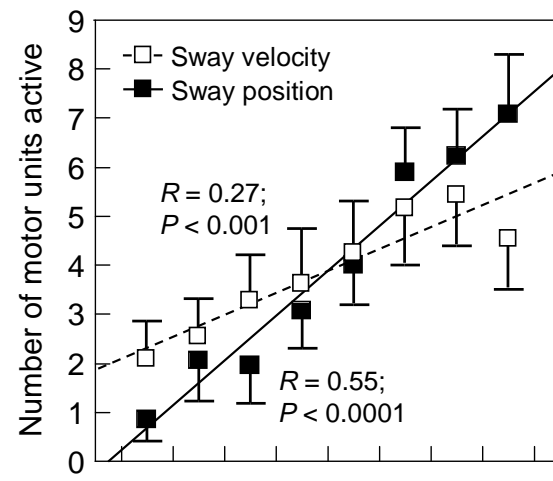 9
8
7
6
5
4
3
2
1
0
Number of motor units active
Sway velocity
Sway position
R = 0.27;
P < 0.001
R = 0.55;
P < 0.0001